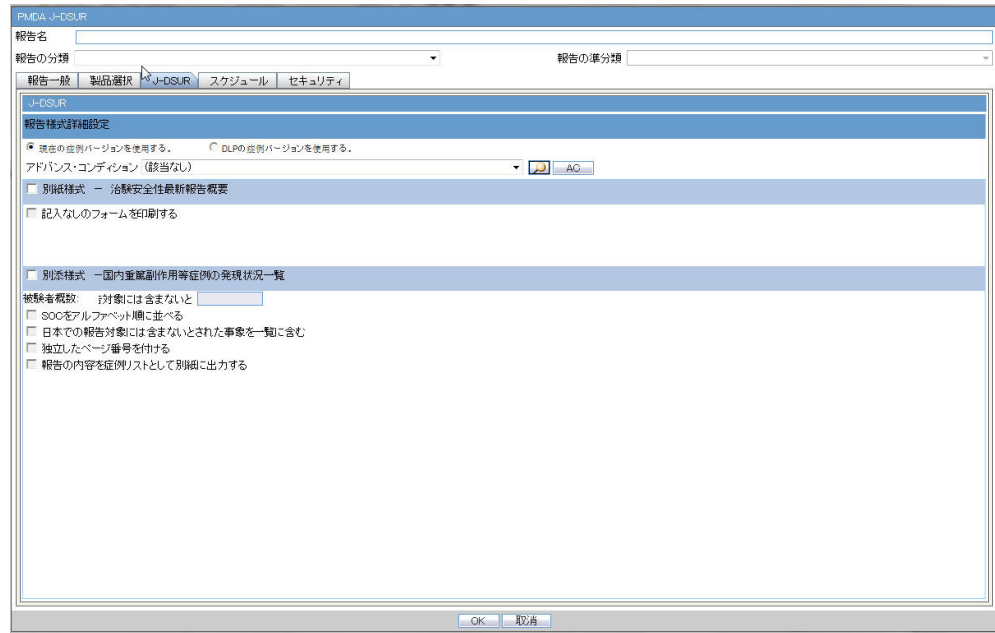 PMDA J-DSUR
報告名
報告の分類
報告の準分類
報告一般 製品選択 J-DSUR スケジュール セキュリティ
J-DSUR
報告様式詳細設定
現在の症例バージョンを使用する. DLPの症例バージョンを使用する.
アドバンス・コンディション (該当なし) AC
別紙様式 － 治験安全性最新報告概要
記入なしのフォームを印刷する
別添様式 －国内重篤副作用等症例の発現状況一覧
被験者概数: 対象には含まないと
SOCをアルファベット順に並べる
日本での報告対象には含まないとされた事象を一覧に含む
独立したページ番号を付ける
報告の内容を症例リストとして別細に出力する
OK 取消